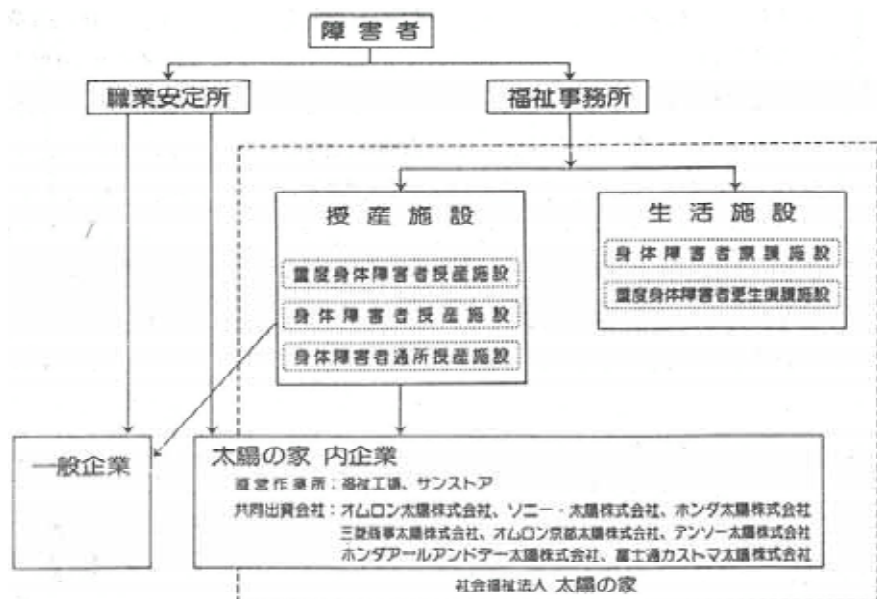 障害者
職業安定所
福祉事務所
授産施設
生活施設
重度身体障害者授産施設
身体障害者療護施設
身体障害者授産施設
重度身体障害者更生援護施設
身体障害者通所授産施設
一般企業
太陽の家 内企業
直営作業所：福祉工場、サンストア
共同出資会社：オムロン太陽株式会社、ソニー・太陽株式会社、ホンダ太陽株式会社
三菱商事太陽株式会社、オムロン京都太陽株式会社、デンソー太陽株式会社
ホンダアールアンドデー太陽株式会社、富士通カストマ太陽株式会社
社会福祉法人 太陽の家